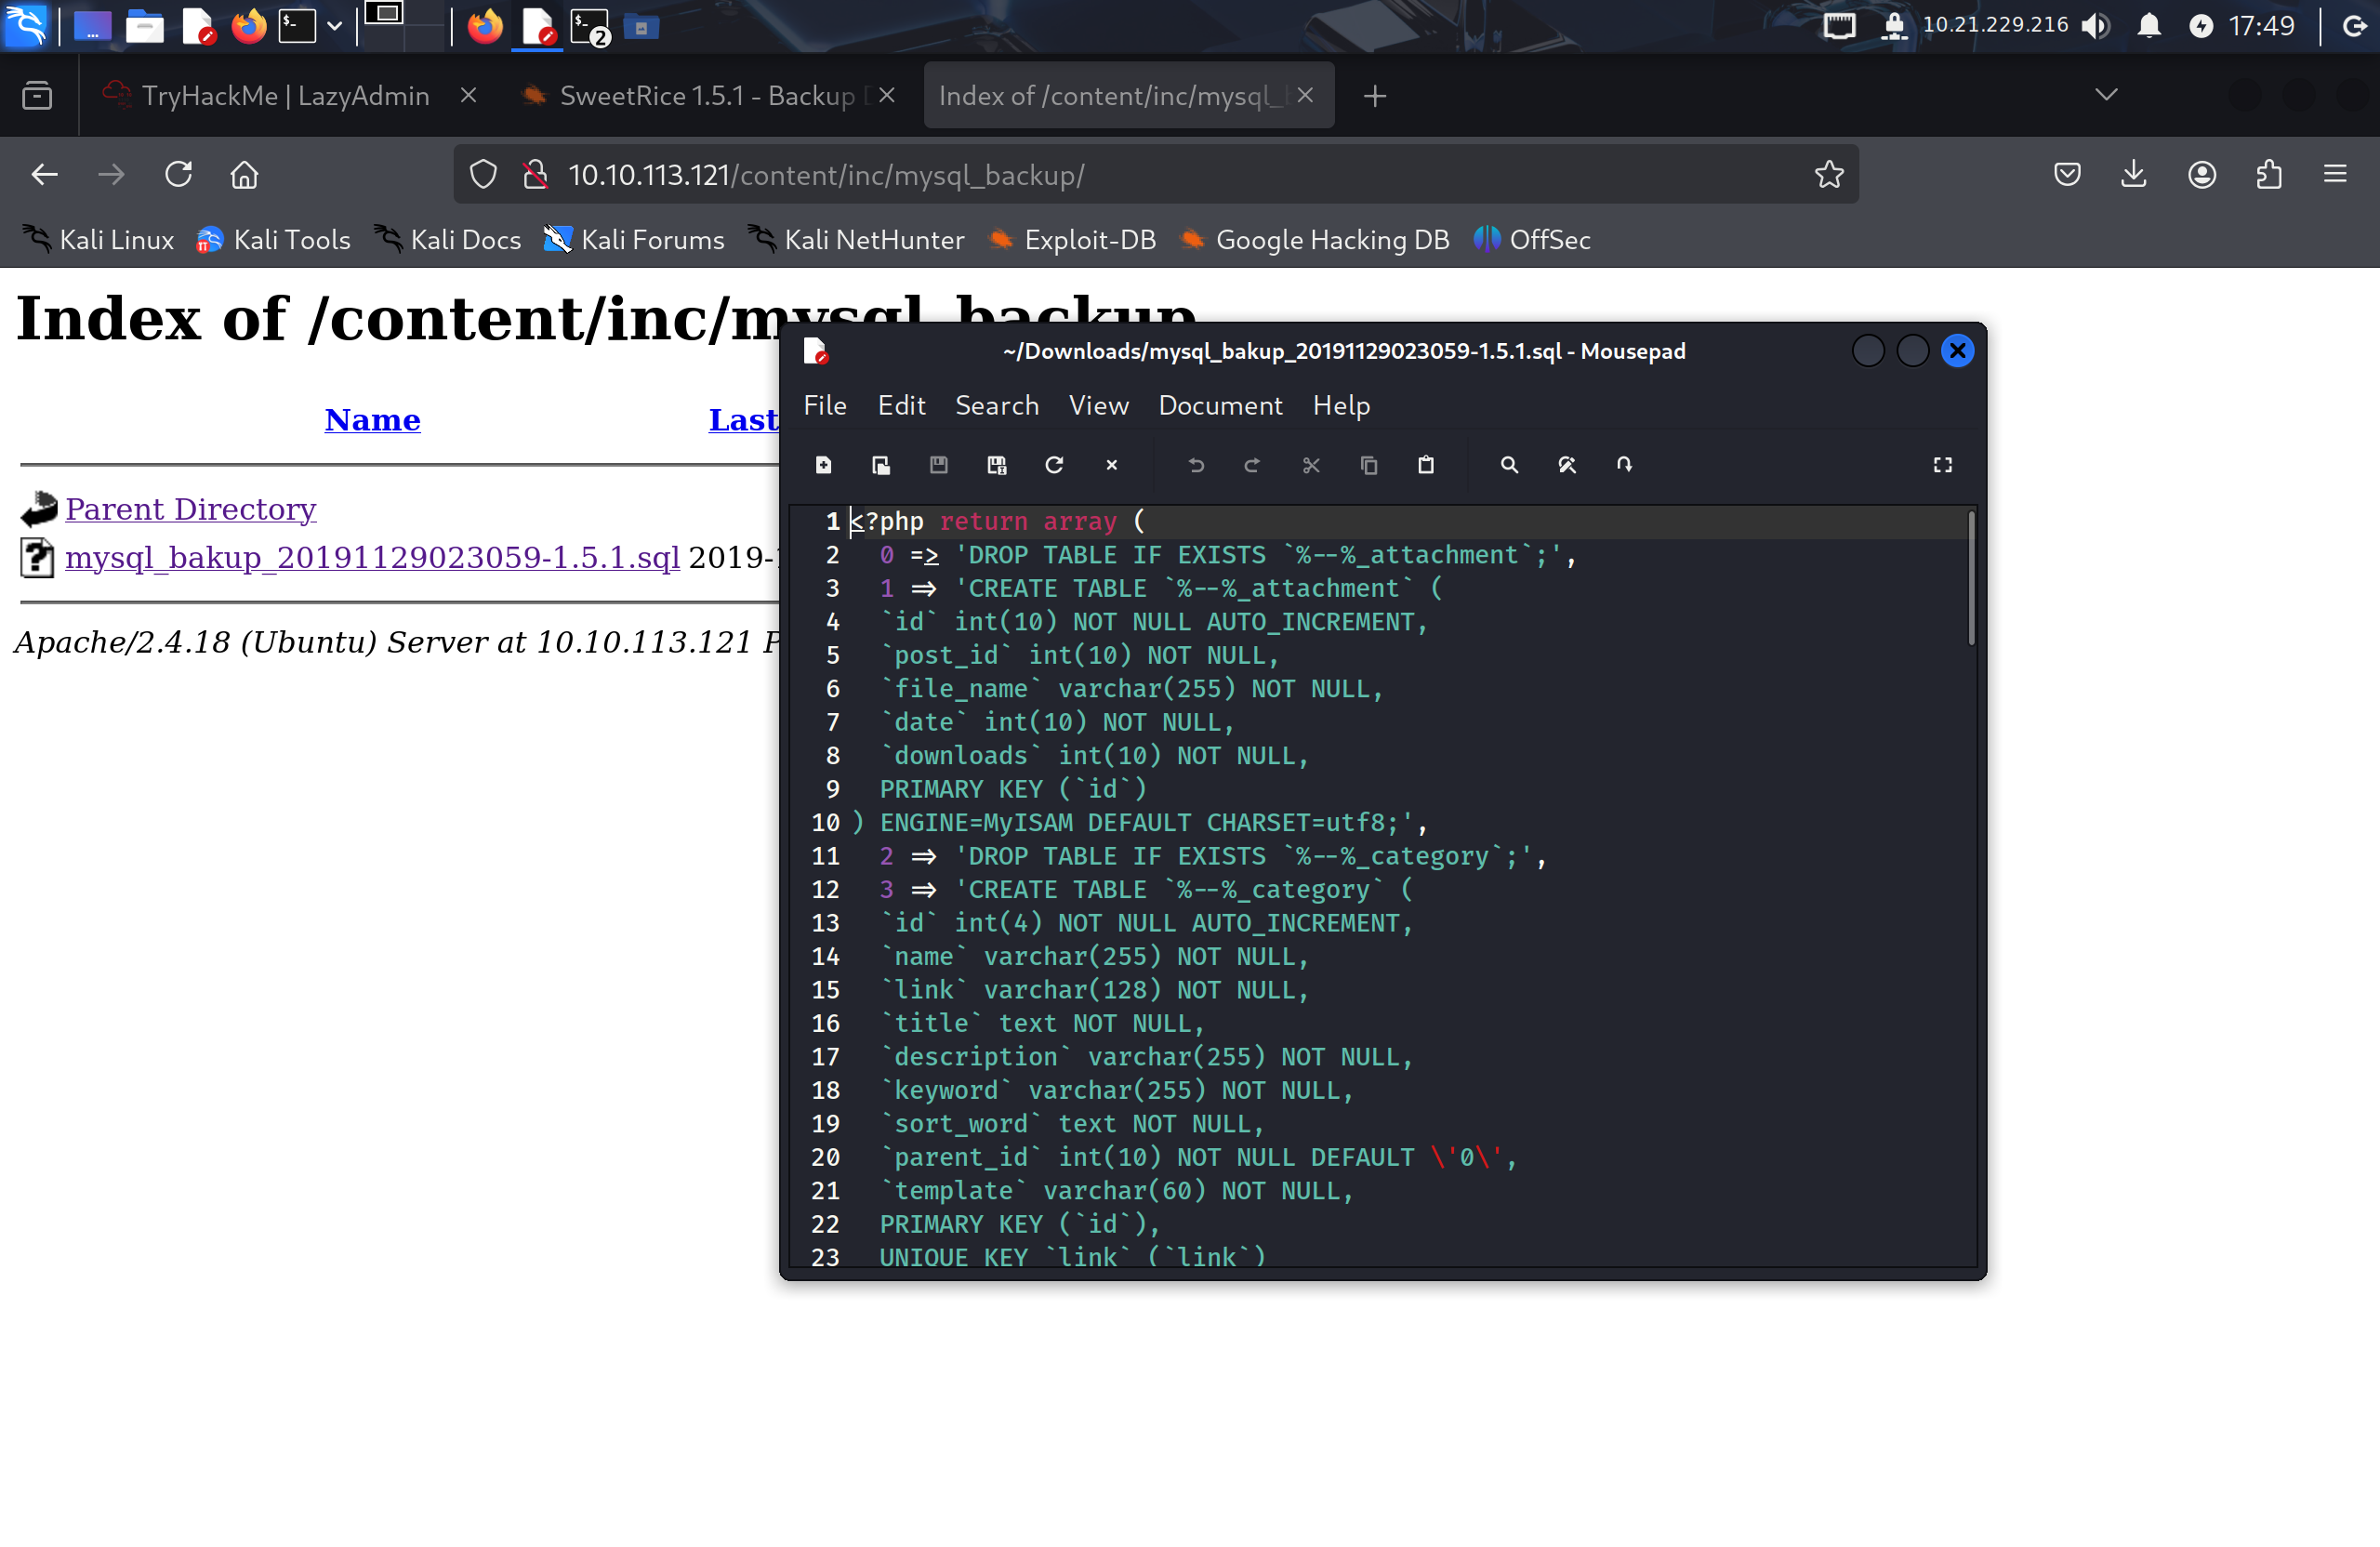 2
10.21.229.216
17:49
TryHackMe | LazyAdmin
SweetRice 1.5.1 - Backup
Index of /content/inc/mysql_
10.10.113.121/content/inc/mysql_backup/
Kali Linux
Kali Tools
Kali Docs
Kali Forums
Kali NetHunter
Exploit-DB
Google Hacking DB
OffSec
Index of /content/inc/mysql_backup
Name
Last
Parent Directory
mysql_bakup_20191129023059-1.5.1.sql 2019-1
Apache/2.4.18 (Ubuntu) Server at 10.10.113.121 P
~/Downloads/mysql_bakup_20191129023059-1.5.1.sql - Mousepad
File Edit Search View Document Help
1 <?php return array (
2 0 => 'DROP TABLE IF EXISTS `%--%_attachment`;',
3 1 => 'CREATE TABLE `%--%_attachment` (
4 `id` int(10) NOT NULL AUTO_INCREMENT,
5 `post_id` int(10) NOT NULL,
6 `file_name` varchar(255) NOT NULL,
7 `date` int(10) NOT NULL,
8 `downloads` int(10) NOT NULL,
9 PRIMARY KEY (`id`)
10 ) ENGINE=MyISAM DEFAULT CHARSET=utf8;',
11 2 => 'DROP TABLE IF EXISTS `%--%_category`;',
12 3 => 'CREATE TABLE `%--%_category` (
13 `id` int(4) NOT NULL AUTO_INCREMENT,
14 `name` varchar(255) NOT NULL,
15 `link` varchar(128) NOT NULL,
16 `title` text NOT NULL,
17 `description` varchar(255) NOT NULL,
18 `keyword` varchar(255) NOT NULL,
19 `sort_word` text NOT NULL,
20 `parent_id` int(10) NOT NULL DEFAULT \'0\',
21 `template` varchar(60) NOT NULL,
22 PRIMARY KEY (`id`),
23 UNIQUE KEY `link` (`link`)